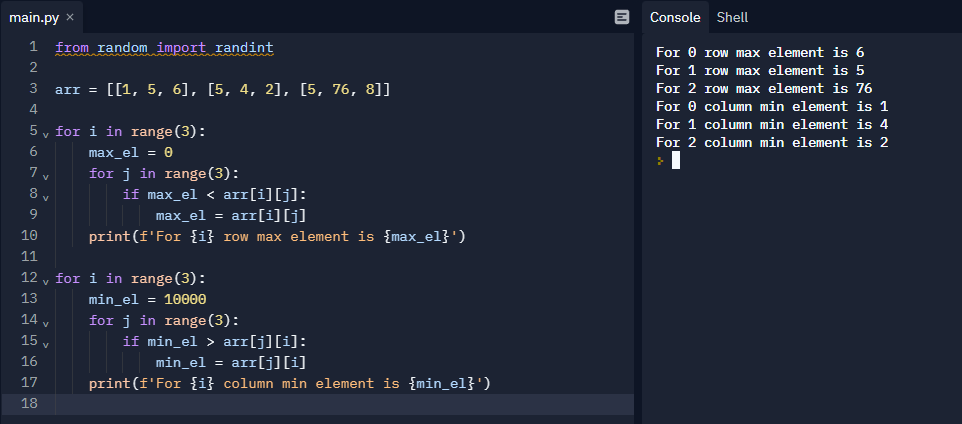 main.py ×
1 from random import randint
2
3 arr = [[1, 5, 6], [5, 4, 2], [5, 76, 8]]
4
5 for i in range(3):
6     max_el = 0
7     for j in range(3):
8         if max_el < arr[i][j]:
9             max_el = arr[i][j]
10     print(f'For {i} row max element is {max_el}')
11
12 for i in range(3):
13     min_el = 10000
14     for j in range(3):
15         if min_el > arr[j][i]:
16             min_el = arr[j][i]
17     print(f'For {i} column min element is {min_el}')
18
Console Shell
For 0 row max element is 6
For 1 row max element is 5
For 2 row max element is 76
For 0 column min element is 1
For 1 column min element is 4
For 2 column min element is 2